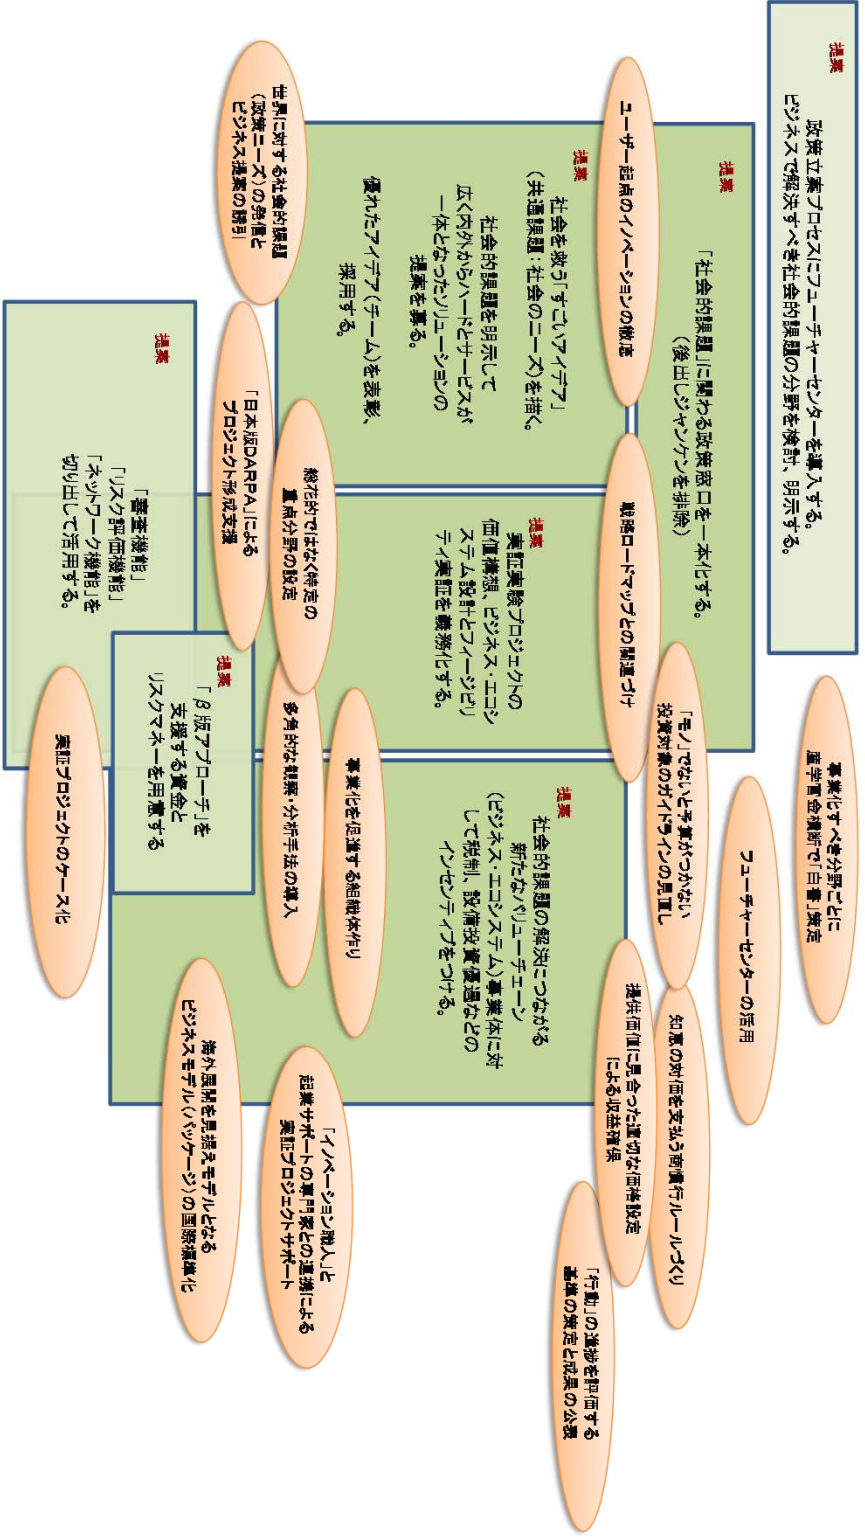 提案
政策立案プロセスにフューチャーセンターを導入する。
ビジネスで解決すべき社会的課題の分野を検討、明示する。
事業化すべき分野ごとに
産学官金横断で「白書」策定
フューチャーセンターの活用
提案
「社会的課題」に関わる政策窓口を一本化する。
（後出しジャンケンを排除）
「モノ」でないと予算がつかない
投資対象のガイドラインの見直し
知恵の対価を支払う商慣行ルールづくり
ユーザー起点のイノベーションの徹底
戦略ロードマップとの関連づけ
提供価値に見合った適切な価格設定
による収益確保
「行動」の進捗を評価する
基準の策定と成果の公表
提案
社会を救う「すごいアイデア」
（共通課題：社会のニーズ）を描く。
社会的課題を明示して
広く内外からハードとサービスが
一体となったソリューションの
提案を募る。
優れたアイデア（チーム）を表彰、
採用する。
提案
実証実験プロジェクトの
価値構想、ビジネス・エコシ
ステム設計とフィージビリ
ティ実証を義務化する。
提案
社会的課題の解決につながる
新たなバリューチェーン
（ビジネス・エコシステム）事業体に対
して税制、設備投資優遇などの
インセンティブをつける。
世界に対する社会的課題
（政策ニーズ）の発信と
ビジネス提案の誘引
「日本版DARPA」による
プロジェクト形成支援
総花的ではなく特定の
重点分野の設定
多角的な観察・分析手法の導入
事業化を促進する組織体作り
「イノベーション職人」と
起業サポートの専門家との連携による
実証プロジェクトサポート
海外展開を見据えモデルとなる
ビジネスモデル（パッケージ）の国際標準化
提案
「審査機能」
「リスク評価機能」
「ネットワーク機能」を
切り出して活用する。
提案
「β版アプローチ」を
支援する資金と
リスクマネーを用意する
実証プロジェクトのケース化